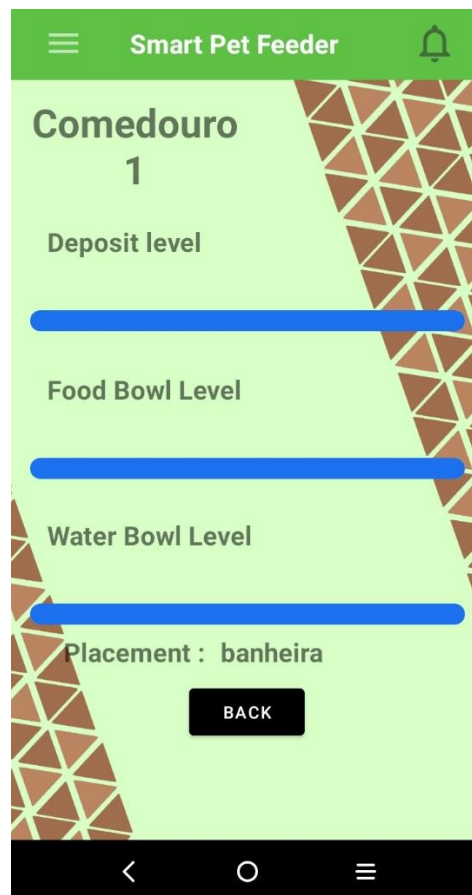 Smart Pet Feeder
Comedouro
1
Deposit level
Food Bowl Level
Water Bowl Level
Placement : banheira
BACK